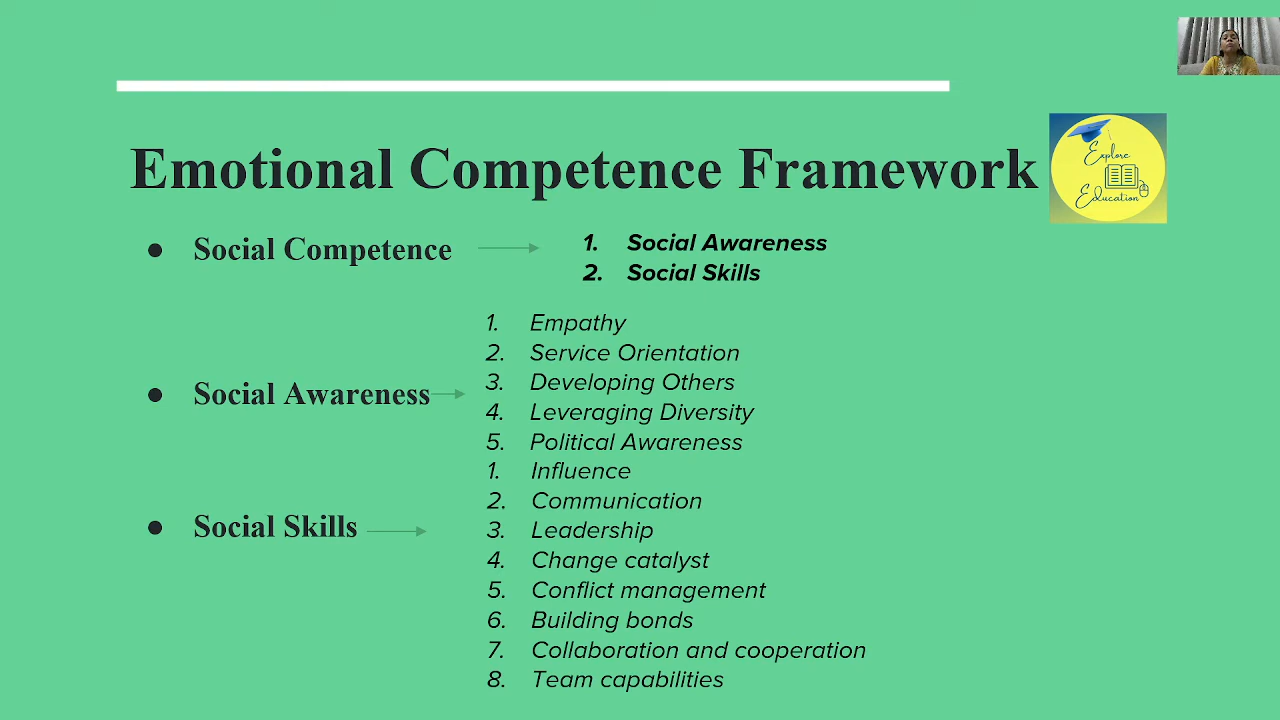 Emotional Competence Framework
Explore
Education
● Social Competence
1. Social Awareness
2. Social Skills
● Social Awareness
1. Empathy
2. Service Orientation
3. Developing Others
4. Leveraging Diversity
5. Political Awareness
● Social Skills
1. Influence
2. Communication
3. Leadership
4. Change catalyst
5. Conflict management
6. Building bonds
7. Collaboration and cooperation
8. Team capabilities